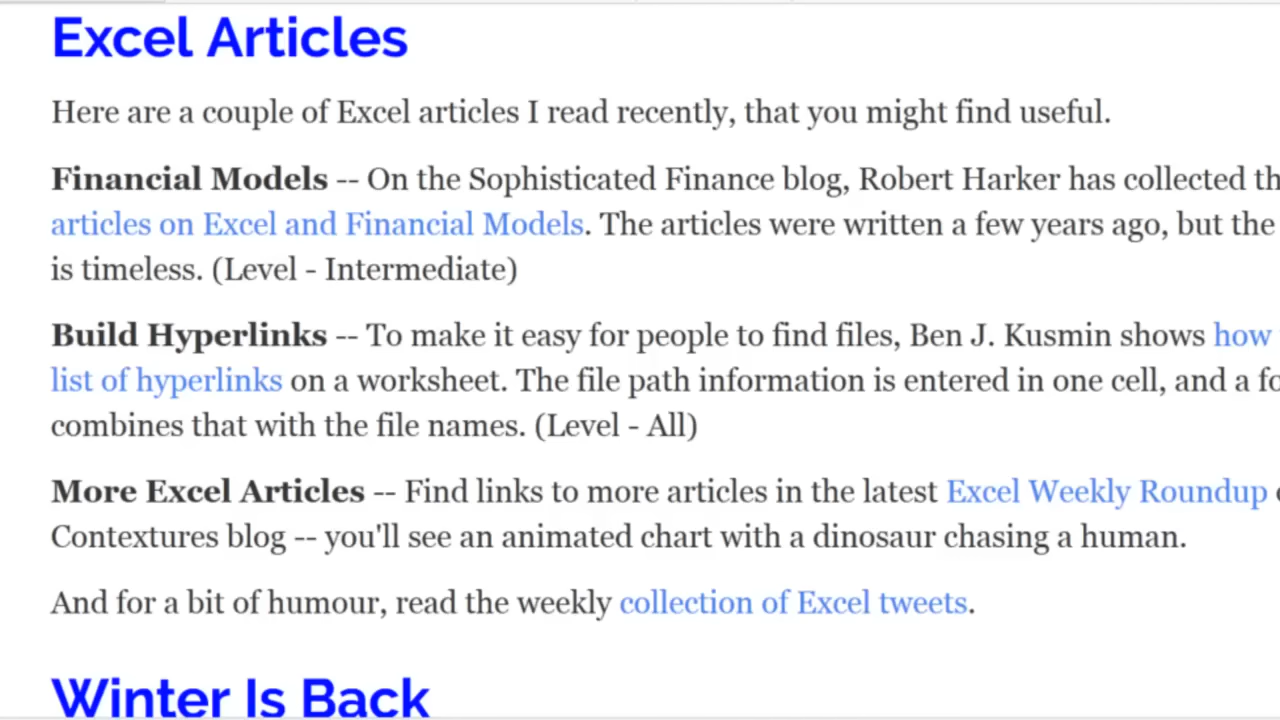 Excel Articles
Here are a couple of Excel articles I read recently, that you might find useful.
Financial Models -- On the Sophisticated Finance blog, Robert Harker has collected
articles on Excel and Financial Models. The articles were written a few years ago, but the
is timeless. (Level - Intermediate)
Build Hyperlinks -- To make it easy for people to find files, Ben J. Kusmin shows how
list of hyperlinks on a worksheet. The file path information is entered in one cell, and a
combines that with the file names. (Level - All)
More Excel Articles -- Find links to more articles in the latest Excel Weekly Roundup
Contextures blog -- you'll see an animated chart with a dinosaur chasing a human.
And for a bit of humour, read the weekly collection of Excel tweets.
Winter Is Back